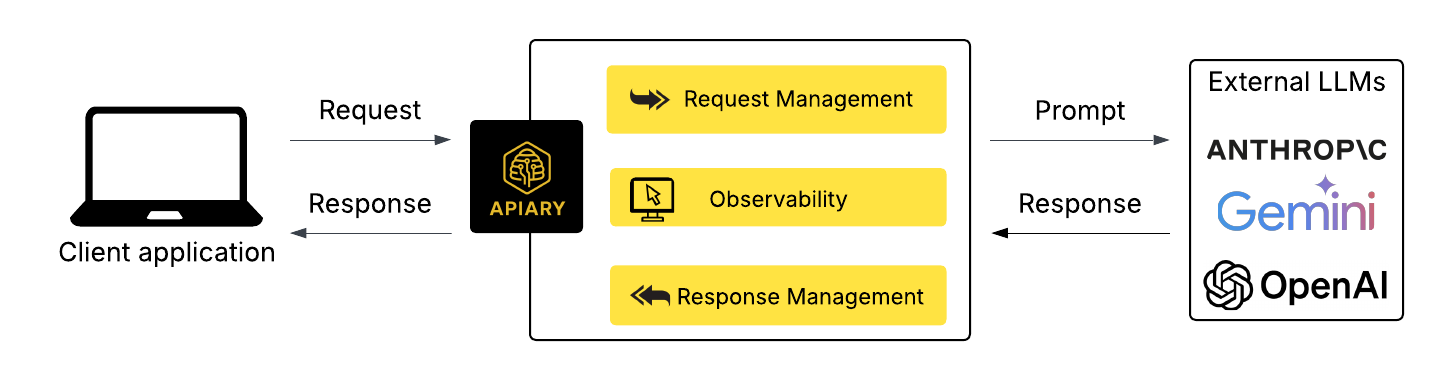 Request
Response
Client application
APIARY
Request Management
Observability
Response Management
Prompt
Response
External LLMs
ANTHROP\C
Gemini
OpenAI